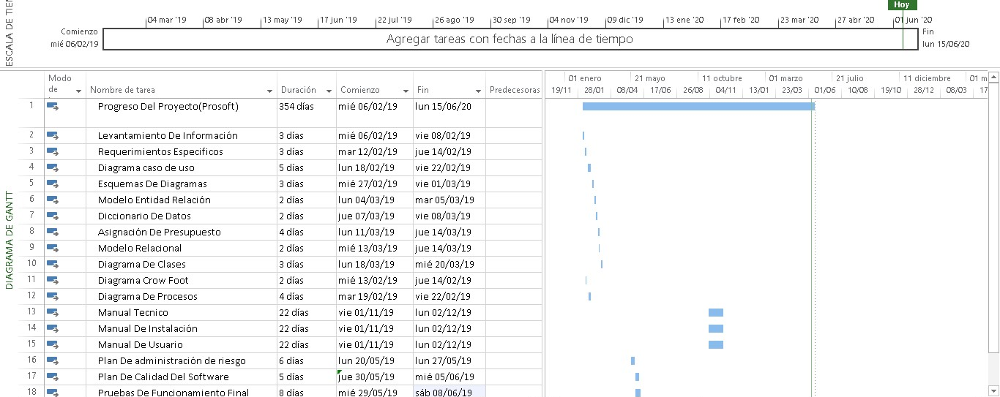 Hoy
04 mar '19 08 abr '19 13 may '19 17 jun '19 22 jul '19 26 ago '19 30 sep '19 04 nov '19 09 dic '19 13 ene '20 17 feb '20 23 mar '20 27 abr '20 01 jun '20
Comienzo
mié 06/02/19
Agregar tareas con fechas a la línea de tiempo
Fin
lun 15/06/20
ESCALA DE TIEN
DIAGRAMA DE GANTT
Modo de Nombre de tarea Duración Comienzo Fin Predecesoras
01 enero 21 mayo 11 octubre 01 marzo 21 julio 11 diciembre 01 m
19/11 28/01 08/04 17/06 26/08 04/11 13/01 23/03 01/06 10/08 19/10 28/12 08/03 17
1 Progreso Del Proyecto(Prosoft) 354 días mié 06/02/19 lun 15/06/20
2 Levantamiento De Información 3 días mié 06/02/19 vie 08/02/19
3 Requerimientos Especificos 3 días mar 12/02/19 jue 14/02/19
4 Diagrama caso de uso 5 días lun 18/02/19 vie 22/02/19
5 Esquemas De Diagramas 3 días mié 27/02/19 vie 01/03/19
6 Modelo Entidad Relación 2 días lun 04/03/19 mar 05/03/19
7 Diccionario De Datos 2 días jue 07/03/19 vie 08/03/19
8 Asignación De Presupuesto 4 días lun 11/03/19 jue 14/03/19
9 Modelo Relacional 2 días mié 13/03/19 jue 14/03/19
10 Diagrama De Clases 3 días lun 18/03/19 mié 20/03/19
11 Diagrama Crow Foot 2 días mié 13/02/19 jue 14/02/19
12 Diagrama De Procesos 4 días mar 19/02/19 vie 22/02/19
13 Manual Tecnico 22 días vie 01/11/19 lun 02/12/19
14 Manual De Instalación 22 días vie 01/11/19 lun 02/12/19
15 Manual De Usuario 22 días vie 01/11/19 lun 02/12/19
16 Plan De administración de riesgo 6 días lun 20/05/19 lun 27/05/19
17 Plan De Calidad Del Software 5 días jue 30/05/19 mié 05/06/19
18 Pruebas De Funcionamiento Final 8 días mié 29/05/19 sáb 08/06/19